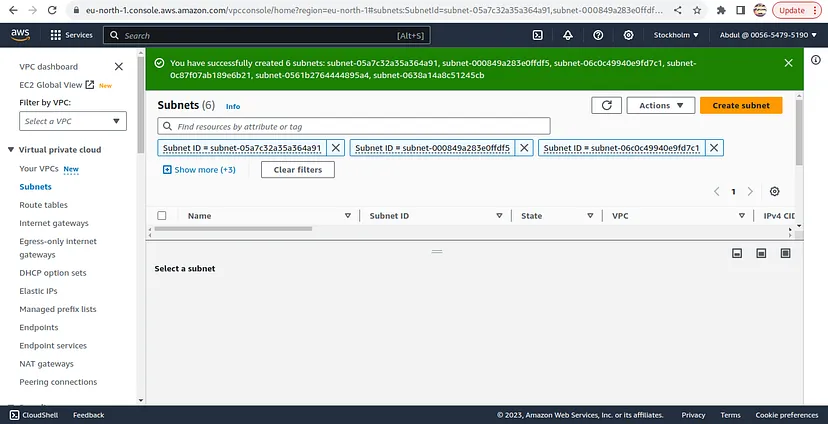 eu-north-1.console.aws.amazon.com/vpcconsole/home?region=eu-north-1#subnets:SubnetId=subnet-05a7c32a35a364a91,subnet-000849a283e0ffdf...
Update
aws
Services
Search
[Alt+S]
Stockholm
Abdul @ 0056-5479-5190
VPC dashboard
EC2 Global View
New
Filter by VPC:
Select a VPC
Virtual private cloud
Your VPCs New
Subnets
Route tables
Internet gateways
Egress-only internet
gateways
DHCP option sets
Elastic IPs
Managed prefix lists
Endpoints
Endpoint services
NAT gateways
Peering connections
You have successfully created 6 subnets: subnet-05a7c32a35a364a91, subnet-000849a283e0ffdf5, subnet-06c0c49940e9fd7c1, subnet-
0c87f07ab189e6b21, subnet-0561b2764444895a4, subnet-0638a14a8c51245cb
Subnets (6) Info
Actions
Create subnet
Find resources by attribute or tag
Subnet ID = subnet-05a7c32a35a364a91
Subnet ID = subnet-000849a283e0ffdf5
Subnet ID = subnet-06c0c49940e9fd7c1
Show more (+3)
Clear filters
1
Name
Subnet ID
State
VPC
IPv4 CID
Select a subnet
CloudShell
Feedback
© 2023, Amazon Web Services, Inc. or its affiliates.
Privacy
Terms
Cookie preferences